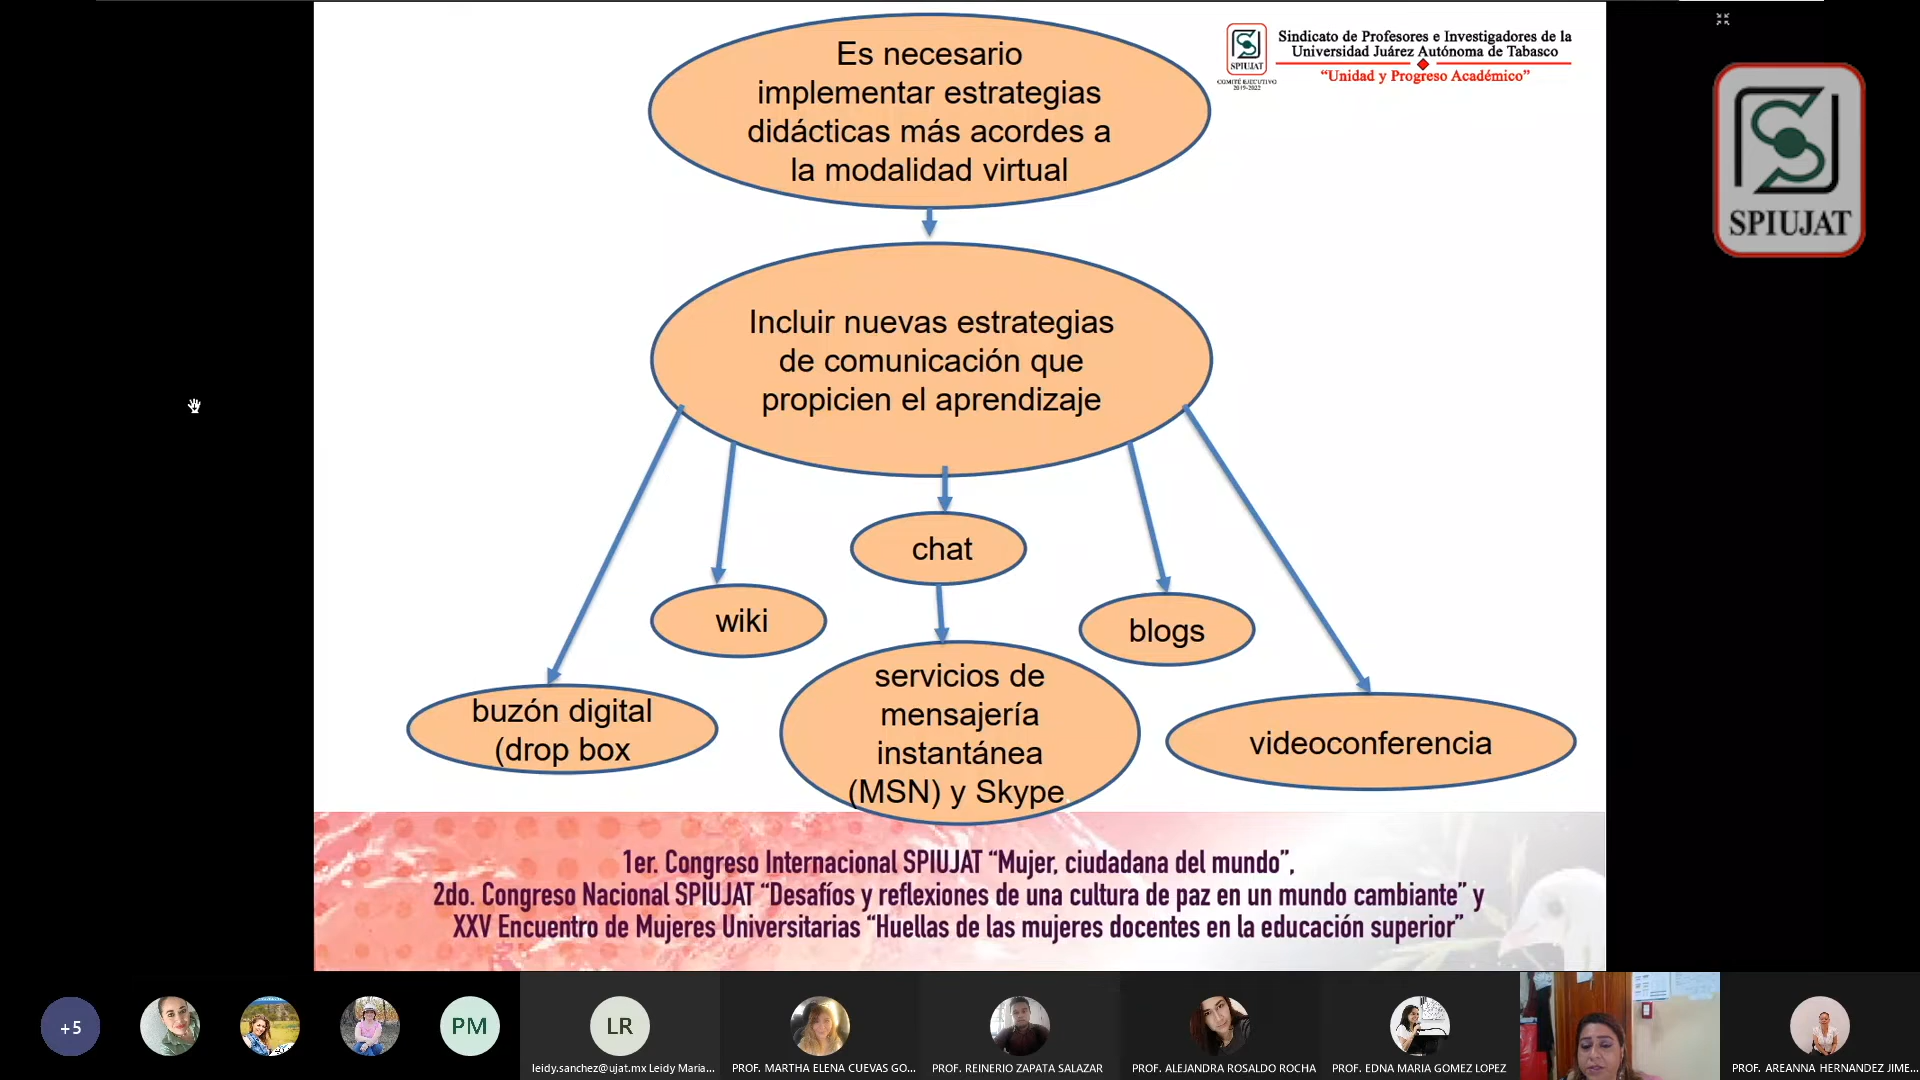 Es necesario
implementar estrategias
didácticas más acordes a
la modalidad virtual
SPIUJAT
COMITÉ EJECUTIVO
2019-2022
Sindicato de Profesores e Investigadores de la
Universidad Juárez Autónoma de Tabasco
“Unidad y Progreso Académico”
SPIUJAT
Incluir nuevas estrategias
de comunicación que
propicien el aprendizaje
chat
wiki
blogs
buzón digital
(drop box
servicios de
mensajería
instantánea
(MSN) y Skype
videoconferencia
1er. Congreso Internacional SPIUJAT “Mujer, ciudadana del mundo”,
2do. Congreso Nacional SPIUJAT “Desafíos y reflexiones de una cultura de paz en un mundo cambiante” y
XXV Encuentro de Mujeres Universitarias “Huellas de las mujeres docentes en la educación superior”
+5
PM
LR
leidy.sanchez@ujat.mx Leidy Maria...
PROF. MARTHA ELENA CUEVAS GO...
PROF. REINERIO ZAPATA SALAZAR
PROF. ALEJANDRA ROSALDO ROCHA
PROF. EDNA MARIA GOMEZ LOPEZ
PROF. AREANNA HERNANDEZ JIME...